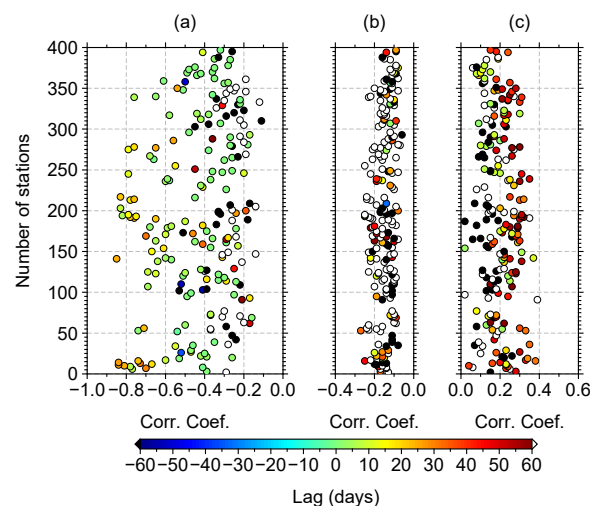 (a) (b) (c)
400
350
300
250
200
150
100
50
0
Number of stations
−1.0 −0.8 −0.6 −0.4 −0.2 0.0 −0.4 −0.2 0.0 0.0 0.2 0.4 0.6
Corr. Coef. Corr. Coef. Corr. Coef.
−60 −50 −40 −30 −20 −10 0 10 20 30 40 50 60
Lag (days)